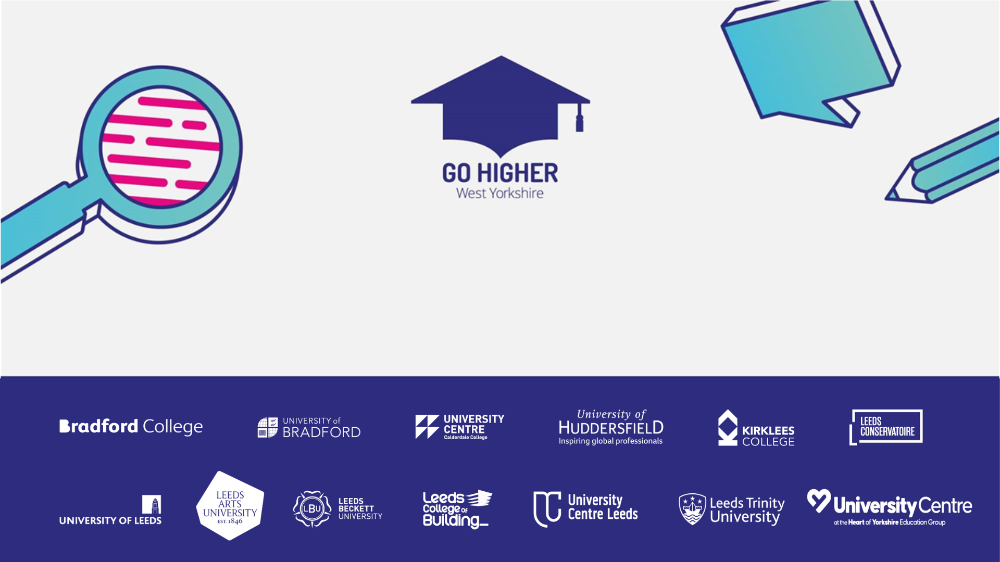 GO HIGHER
West Yorkshire
Bradford College
UNIVERSITY of
BRADFORD
UNIVERSITY
CENTRE
Calderdale College
University of
HUDDERSFIELD
Inspiring global professionals
KIRKLEES
COLLEGE
LEEDS
CONSERVATOIRE
UNIVERSITY OF LEEDS
LEEDS
ARTS
UNIVERSITY
EST. 1846
LBU
LEEDS
BECKETT
UNIVERSITY
Leeds
College of
Building_
University
Centre Leeds
Leeds Trinity
University
University Centre
at the Heart of Yorkshire Education Group